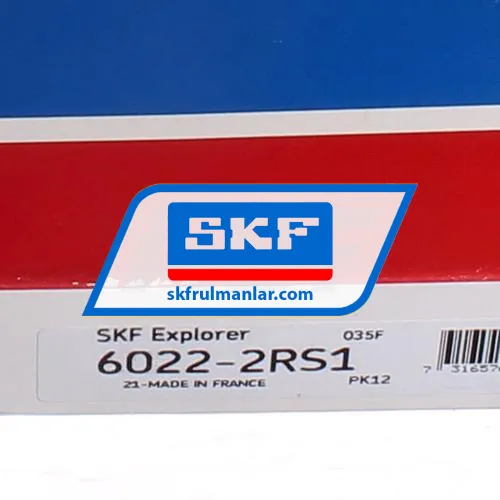 SKF
skfrulmanlar.com
SKF Explorer
035F
6022-2RS1
21-MADE IN FRANCE
PK12